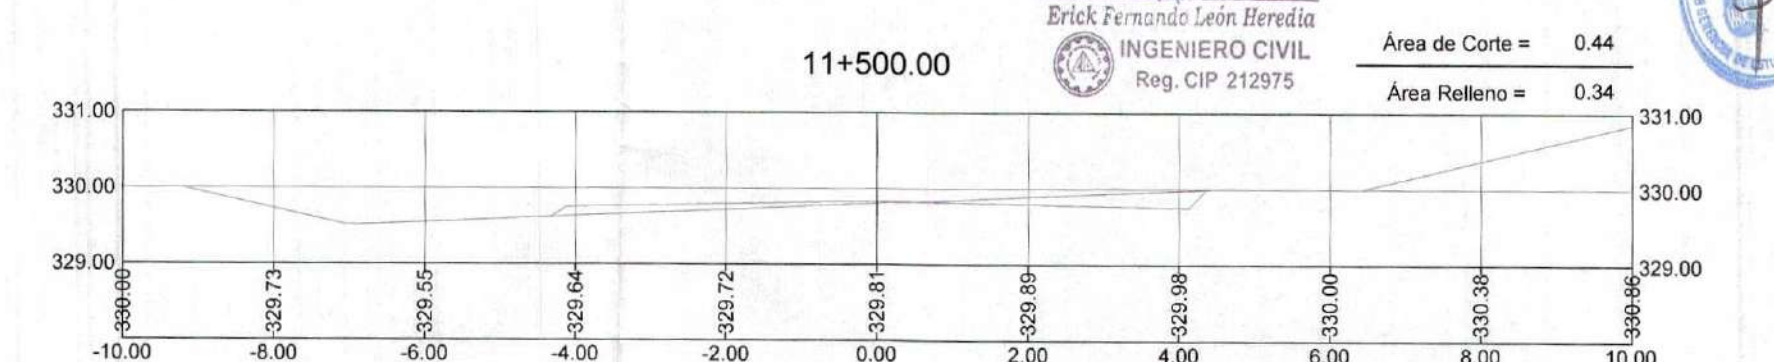 Erick Fernando León Heredia
INGENIERO CIVIL
Reg. CIP 212975
11+500.00
Área de Corte = 0.44
Área Relleno = 0.34
331.00 331.00
330.00 330.00
329.00 329.00
330.00 329.73 329.55 329.64 329.72 329.81 329.89 329.98 330.00 330.38 330.86
-10.00 -8.00 -6.00 -4.00 -2.00 0.00 2.00 4.00 6.00 8.00 10.00